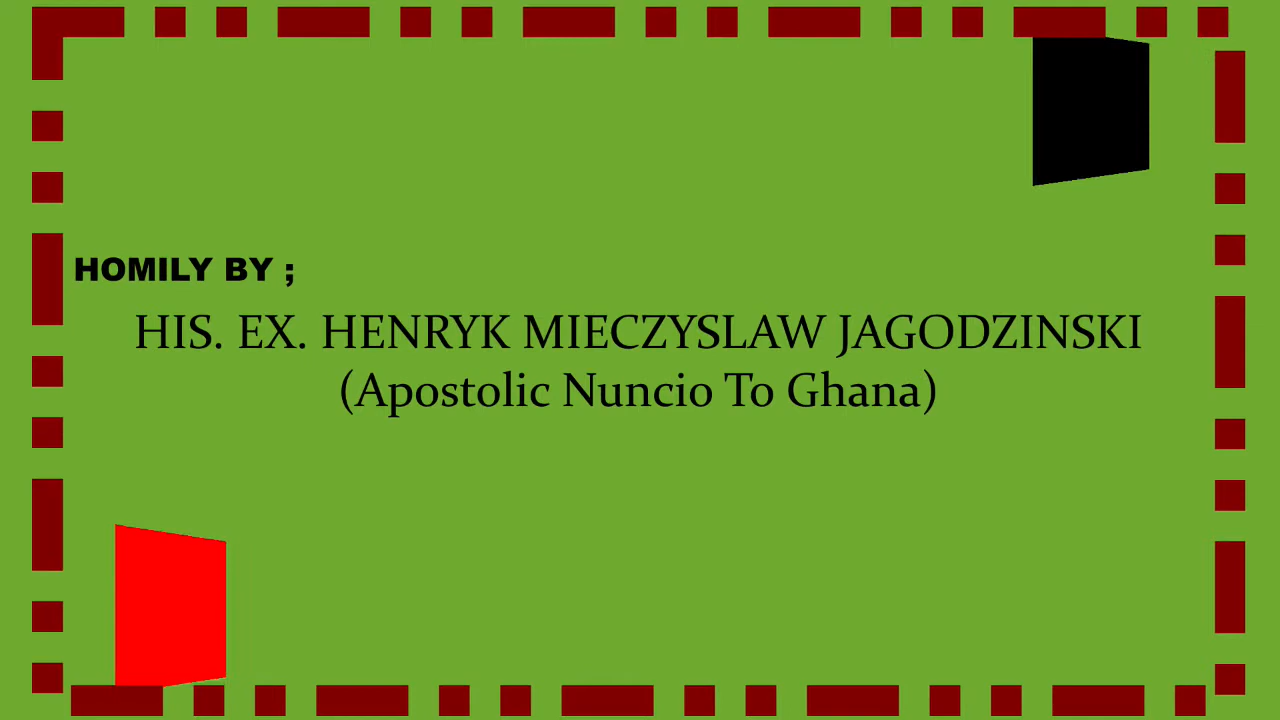 HOMILY BY ;
HIS. EX. HENRYK MIECZYSLAW JAGODZINSKI
(Apostolic Nuncio To Ghana)